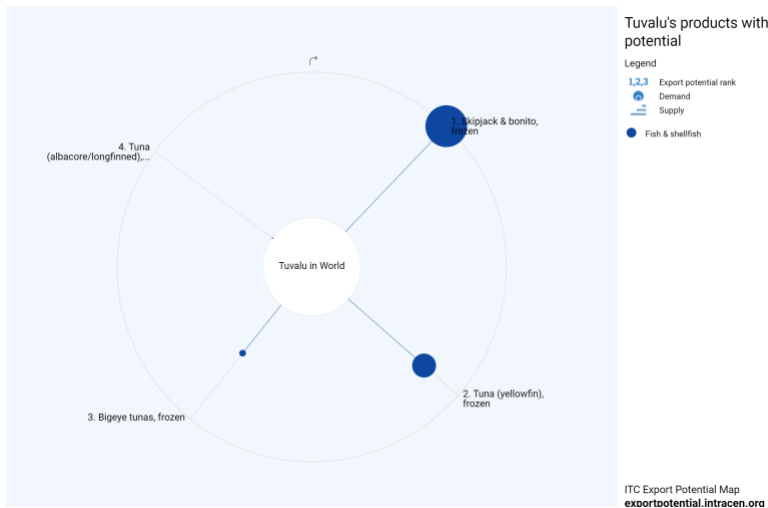 Tuvalu's products with
potential
Legend
1,2,3 Export potential rank
Demand
Supply
Fish & shellfish
1. Skipjack & bonito,
frozen
4. Tuna
(albacore/longfinned),...
Tuvalu in World
2. Tuna (yellowfin),
frozen
3. Bigeye tunas, frozen
ITC Export Potential Map
exportpotential.intracen.org